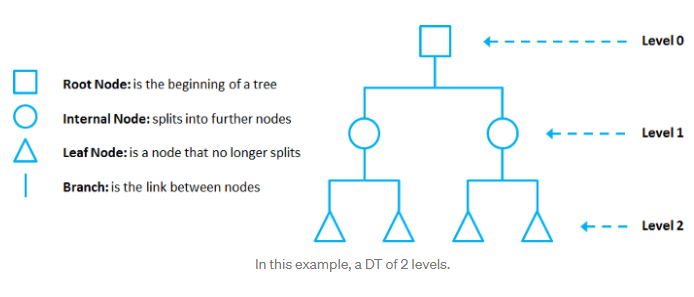 Level 0
Root Node: is the beginning of a tree
Internal Node: splits into further nodes
Level 1
Leaf Node: is a node that no longer splits
Branch: is the link between nodes
Level 2
In this example, a DT of 2 levels.